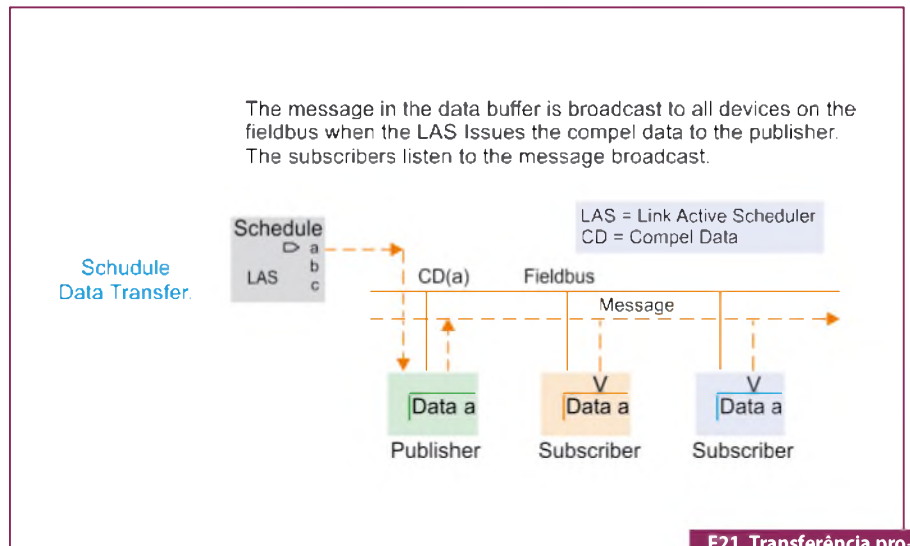 The message in the data buffer is broadcast to all devices on the
fieldbus when the LAS Issues the compel data to the publisher.
The subscribers listen to the message broadcast.
LAS = Link Active Scheduler
CD = Compel Data
Schedule
a
b
LAS
c
Schudule
Data Transfer.
CD(a)
Fieldbus
Message
Data a
Data a
Data a
Publisher
Subscriber
Subscriber
F21. Transferência pro-